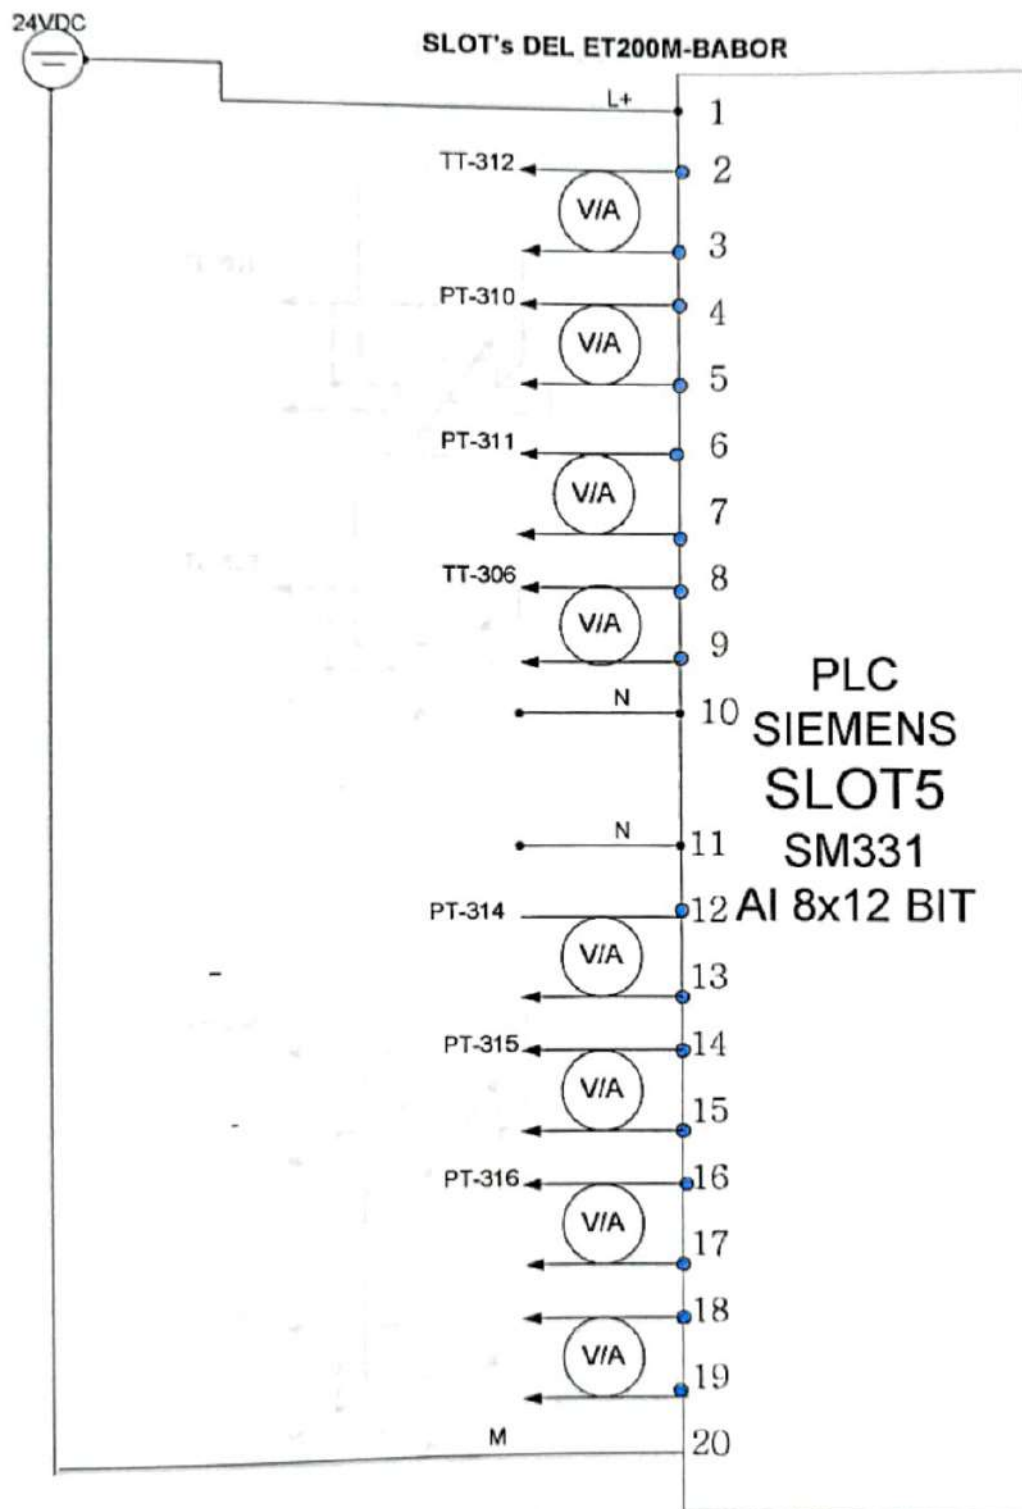 24VDC
SLOT's DEL ET200M-BABOR
L+
1
TT-312
2
V/A
3
PT-310
4
V/A
5
PT-311
6
V/A
7
TT-306
8
V/A
9
N
10
PLC
SIEMENS
SLOT5
SM331
AI 8x12 BIT
N
11
PT-314
12
V/A
13
PT-315
14
V/A
15
PT-316
16
V/A
17
18
V/A
19
M
20